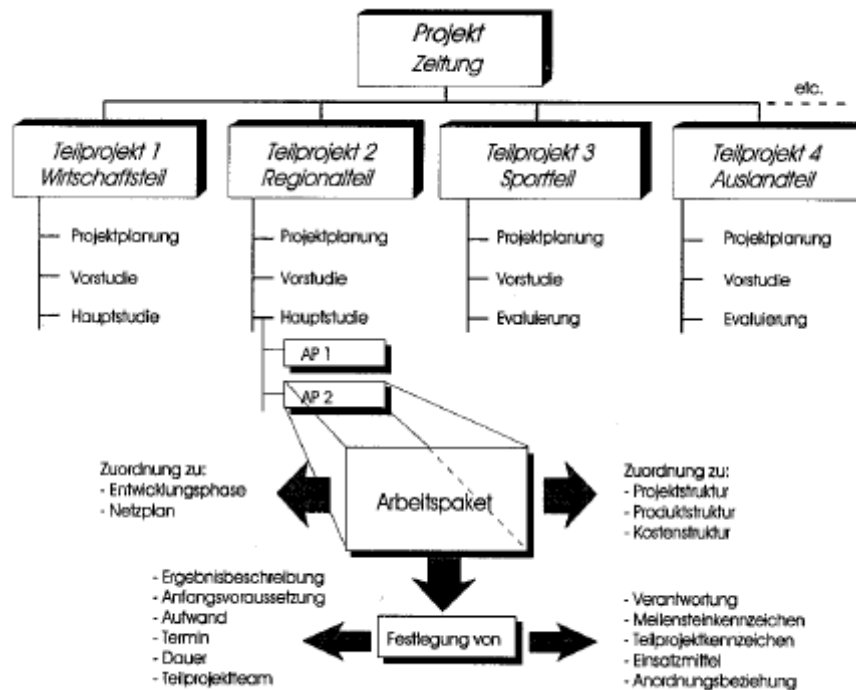 Projekt
Zeitung
etc.
Teilprojekt 1
Wirtschaftsteil
Teilprojekt 2
Regionalteil
Teilprojekt 3
Sportteil
Teilprojekt 4
Auslandteil
Projektplanung
Vorstudie
Hauptstudie
Projektplanung
Vorstudie
Hauptstudie
AP 1
AP 2
Projektplanung
Vorstudie
Evaluierung
Projektplanung
Vorstudie
Evaluierung
Zuordnung zu:
- Entwicklungsphase
- Netzplan
Arbeitspaket
Zuordnung zu:
- Projektstruktur
- Produktstruktur
- Kostenstruktur
- Ergebnisbeschreibung
- Anfangsvoraussetzung
- Aufwand
- Termin
- Dauer
- Teilprojektteam
Festlegung von
- Verantwortung
- Meilensteinkennzeichen
- Teilprojektkennzeichen
- Einsatzmittel
- Anordnungsbeziehung